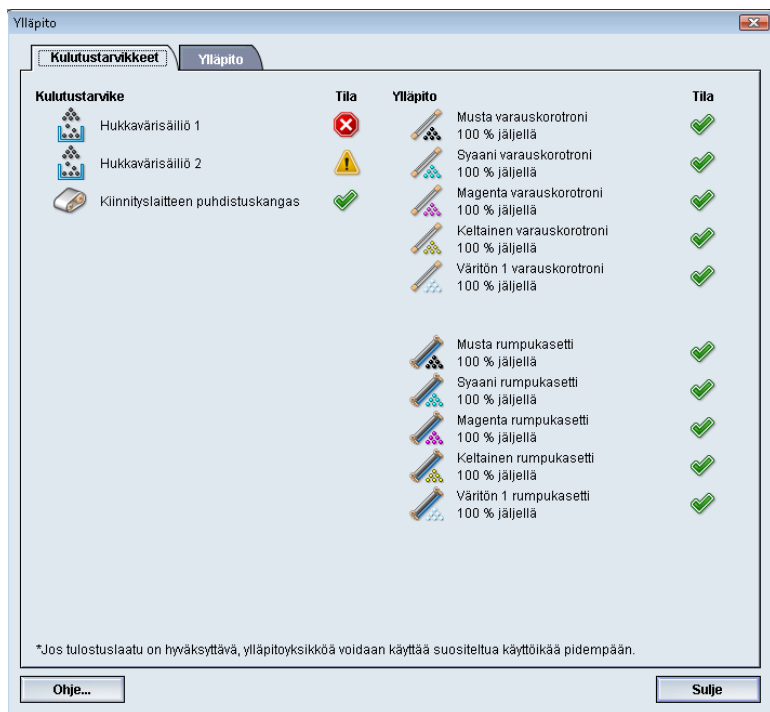 Ylläpito
Kulutustarvikkeet
Ylläpito
Kulutustarvike
Tila
Hukkavärisäiliö 1
Hukkavärisäiliö 2
Kiinnityslaitteen puhdistuskangas
Ylläpito
Tila
Musta varauskorotroni
100 % jäljellä
Syaani varauskorotroni
100 % jäljellä
Magenta varauskorotroni
100 % jäljellä
Keltainen varauskorotroni
100 % jäljellä
Väritön 1 varauskorotroni
100 % jäljellä
Musta rumpukasetti
100 % jäljellä
Syaani rumpukasetti
100 % jäljellä
Magenta rumpukasetti
100 % jäljellä
Keltainen rumpukasetti
100 % jäljellä
Väritön 1 rumpukasetti
100 % jäljellä
*Jos tulostuslaatu on hyväksyttävä, ylläpitoyksikköä voidaan käyttää suositeltua käyttöikää pidempään.
Ohje...
Sulje